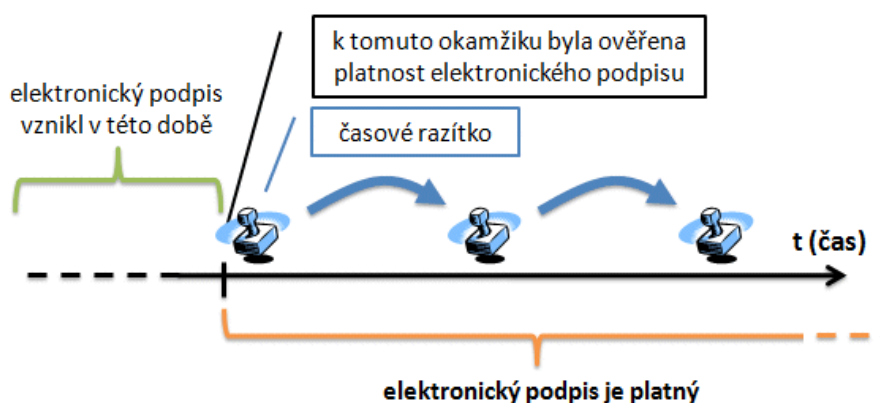 k tomuto okamžiku byla ověřena
platnost elektronického podpisu
elektronický podpis
vznikl v této době
časové razítko
t (čas)
elektronický podpis je platný